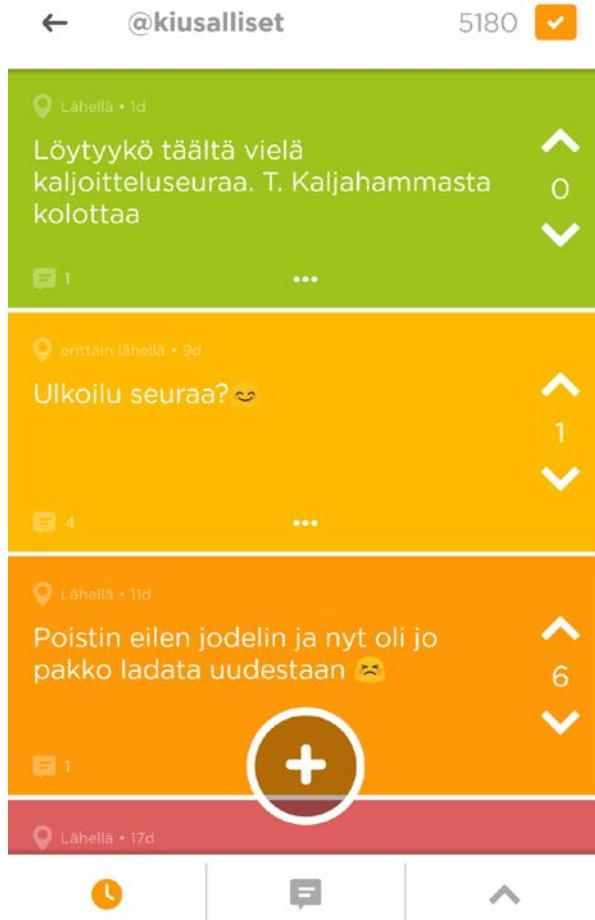 @kiusalliset 5180
Lähellä • 1d
Löytyykö täältä vielä
kaljoitteluseuraa. T. Kaljahammasta
kolottaa
0
1
erittäin lähellä • 9d
Ulkoilu seuraa?😊
1
4
Lähellä • 11d
Poistin eilen jodelin ja nyt oli jo
pakko ladata uudestaan 😣
6
1
Lähellä • 17d